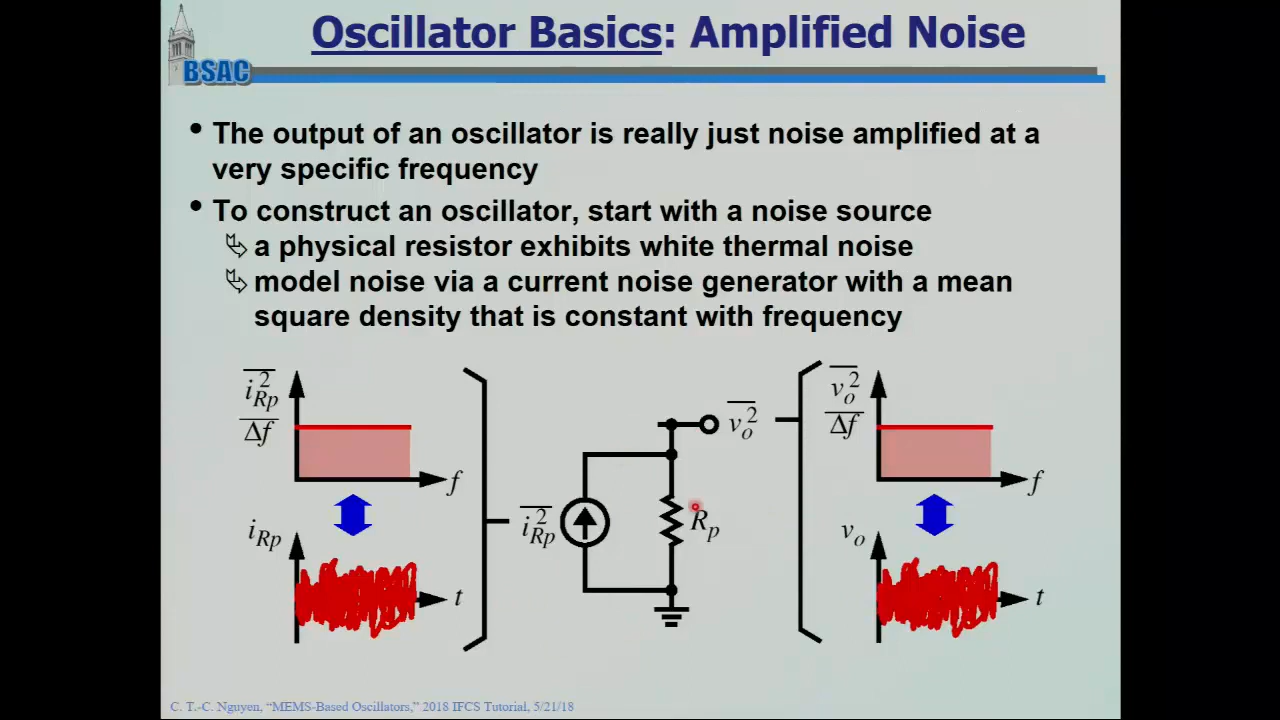 Oscillator Basics: Amplified Noise
BSAC
• The output of an oscillator is really just noise amplified at a
very specific frequency
• To construct an oscillator, start with a noise source
a physical resistor exhibits white thermal noise
model noise via a current noise generator with a mean
square density that is constant with frequency
i²Rp
Δf
f
iRp
t
i²Rp
Rp
v²o
v²o
Δf
f
vo
t
C. T.-C. Nguyen, “MEMS-Based Oscillators,” 2018 IFCS Tutorial, 5/21/18